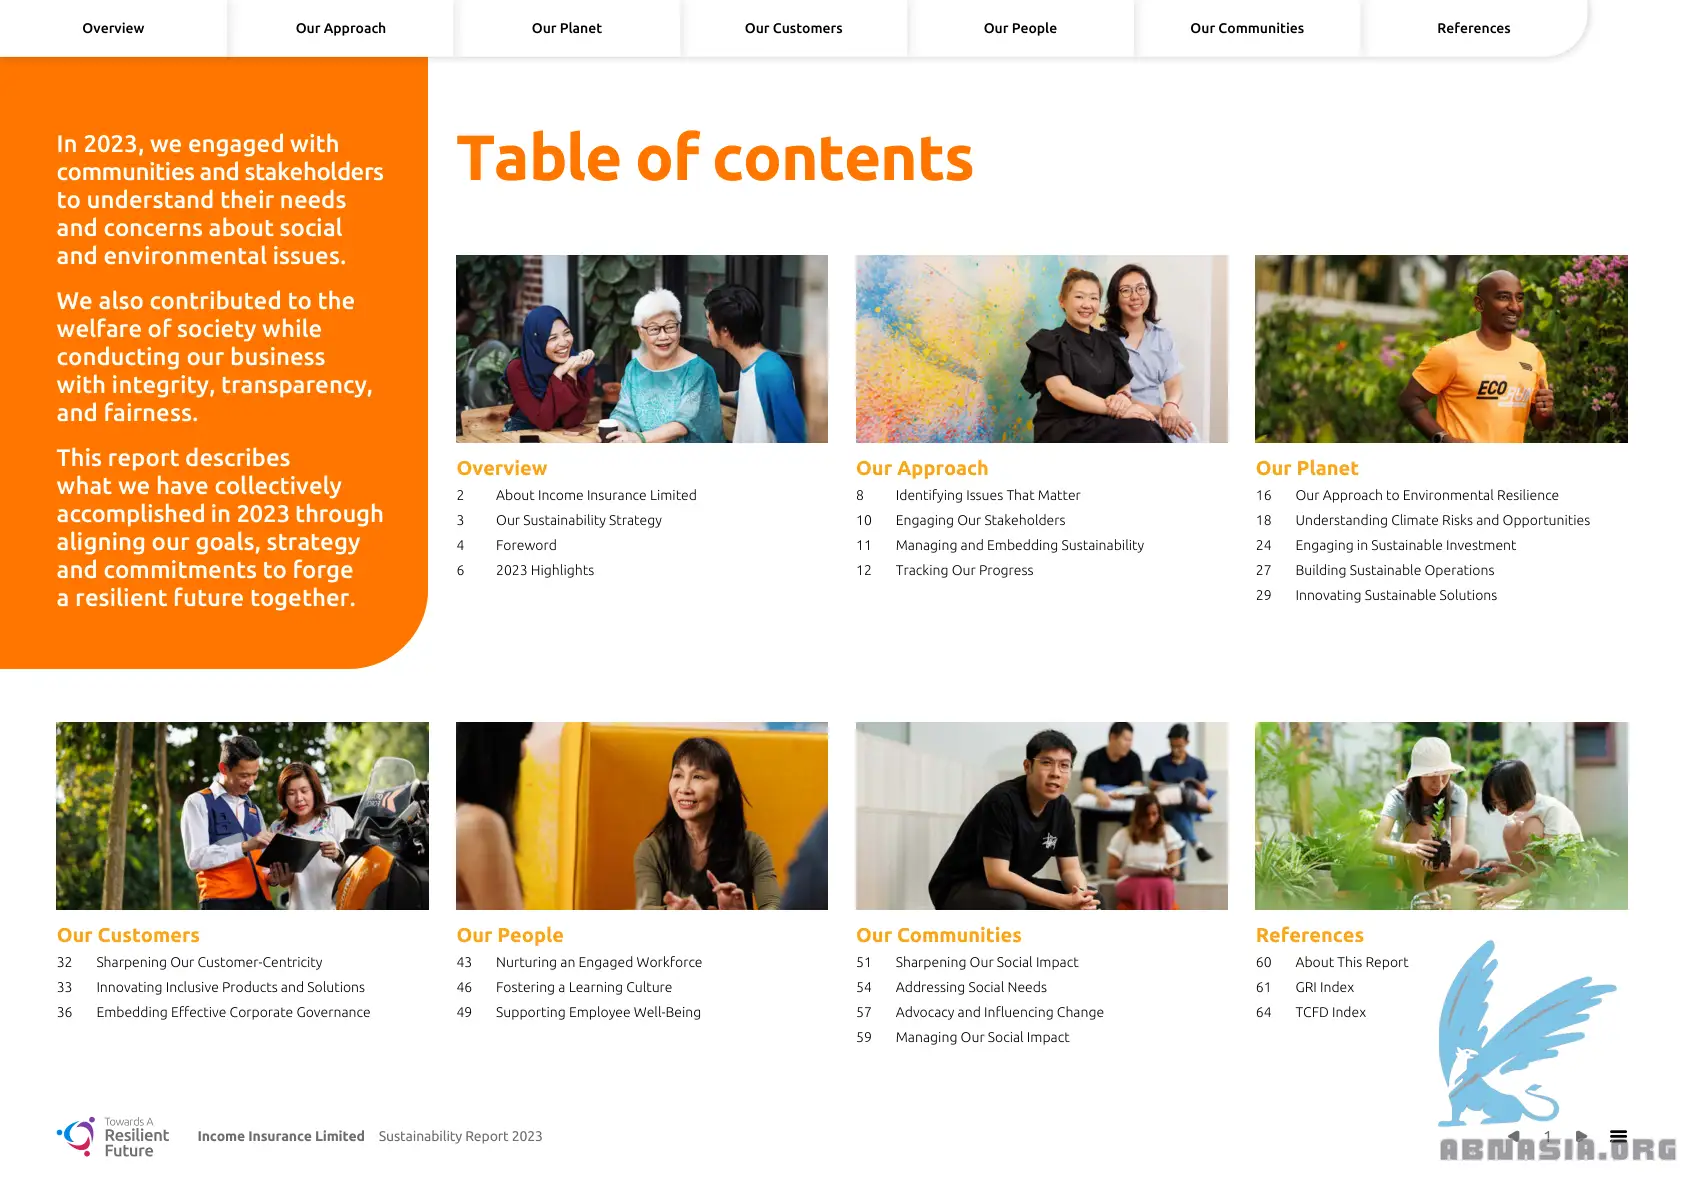 Overview
Our Approach
Our Planet
Our Customers
Our People
Our Communities
References
In 2023, we engaged with
communities and stakeholders
to understand their needs
and concerns about social
and environmental issues.
We also contributed to the
welfare of society while
conducting our business
with integrity, transparency,
and fairness.
This report describes
what we have collectively
accomplished in 2023 through
aligning our goals, strategy
and commitments to forge
a resilient future together.
Table of contents
Overview
2 About Income Insurance Limited
3 Our Sustainability Strategy
4 Foreword
6 2023 Highlights
Our Approach
8 Identifying Issues That Matter
10 Engaging Our Stakeholders
11 Managing and Embedding Sustainability
12 Tracking Our Progress
ECO
Our Planet
16 Our Approach to Environmental Resilience
18 Understanding Climate Risks and Opportunities
24 Engaging in Sustainable Investment
27 Building Sustainable Operations
29 Innovating Sustainable Solutions
Our Customers
32 Sharpening Our Customer-Centricity
33 Innovating Inclusive Products and Solutions
36 Embedding Effective Corporate Governance
Our People
43 Nurturing an Engaged Workforce
46 Fostering a Learning Culture
49 Supporting Employee Well-Being
Our Communities
51 Sharpening Our Social Impact
54 Addressing Social Needs
57 Advocacy and Influencing Change
59 Managing Our Social Impact
References
60 About This Report
61 GRI Index
64 TCFD Index
Towards A
Resilient
Future
Income Insurance Limited Sustainability Report 2023
1
ABNASIA.ORG